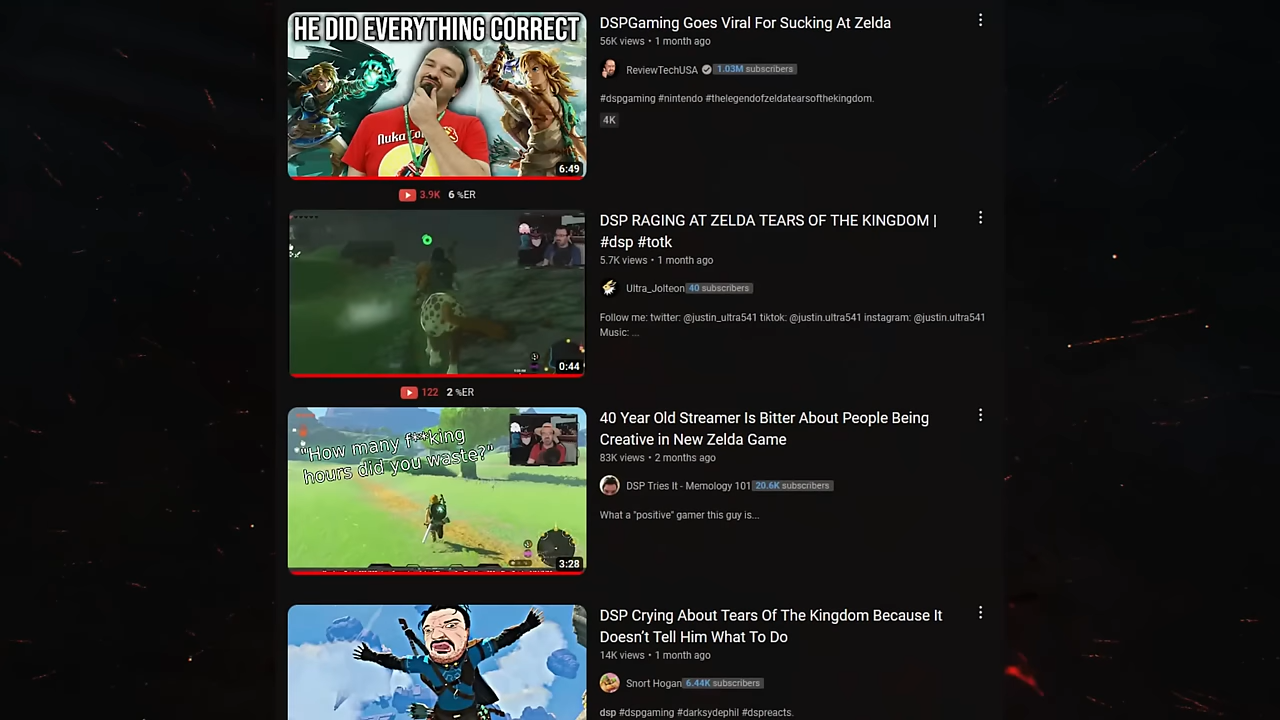 HE DID EVERYTHING CORRECT
Nuka Co
6:49
DSPGaming Goes Viral For Sucking At Zelda
56K views • 1 month ago
ReviewTechUSA 1.03M subscribers
#dspgaming #nintendo #thelegendofzeldatearsofthekingdom.
4K
3.9K 6 %ER
0:44
DSP RAGING AT ZELDA TEARS OF THE KINGDOM |
#dsp #totk
5.7K views • 1 month ago
Ultra_Jolteon 40 subscribers
Follow me: twitter: @justin_ultra541 tiktok: @justin.ultra541 instagram: @justin.ultra541
Music: ...
122 2 %ER
"How many f**king
hours did you waste?"
3:28
40 Year Old Streamer Is Bitter About People Being
Creative in New Zelda Game
83K views • 2 months ago
DSP Tries It - Memology 101 20.6K subscribers
What a "positive" gamer this guy is...
DSP Crying About Tears Of The Kingdom Because It
Doesn't Tell Him What To Do
14K views • 1 month ago
Snort Hogan 6.44K subscribers
dsp #dspgaming #darksydephil #dspreacts.